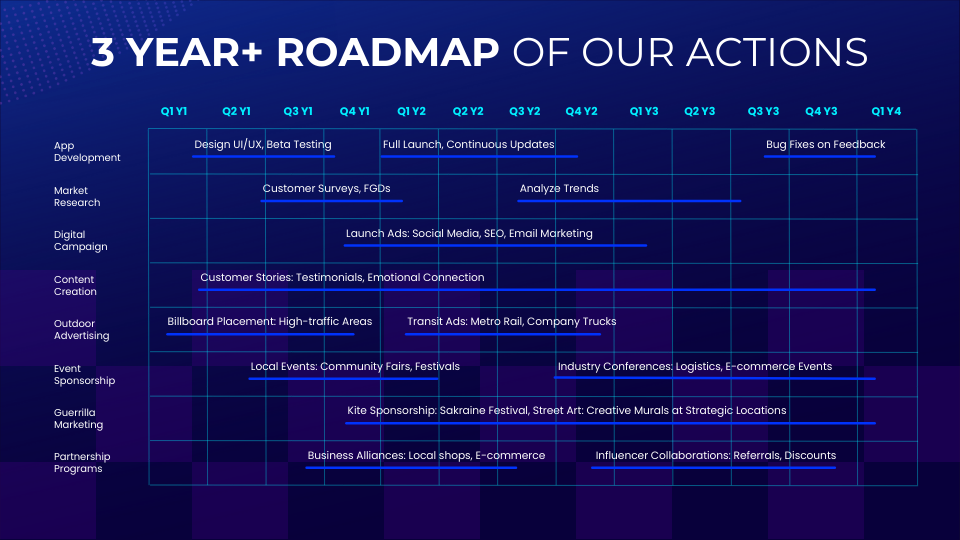 3 YEAR+ ROADMAP OF OUR ACTIONS
Q1 Y1 Q2 Y1 Q3 Y1 Q4 Y1 Q1 Y2 Q2 Y2 Q3 Y2 Q4 Y2 Q1 Y3 Q2 Y3 Q3 Y3 Q4 Y3 Q1 Y4
App
Development
Design UI/UX, Beta Testing
Full Launch, Continuous Updates
Bug Fixes on Feedback
Market
Research
Customer Surveys, FGDs
Analyze Trends
Digital
Campaign
Launch Ads: Social Media, SEO, Email Marketing
Content
Creation
Customer Stories: Testimonials, Emotional Connection
Outdoor
Advertising
Billboard Placement: High-traffic Areas
Transit Ads: Metro Rail, Company Trucks
Event
Sponsorship
Local Events: Community Fairs, Festivals
Industry Conferences: Logistics, E-commerce Events
Guerrilla
Marketing
Kite Sponsorship: Sakraine Festival, Street Art: Creative Murals at Strategic Locations
Partnership
Programs
Business Alliances: Local shops, E-commerce
Influencer Collaborations: Referrals, Discounts